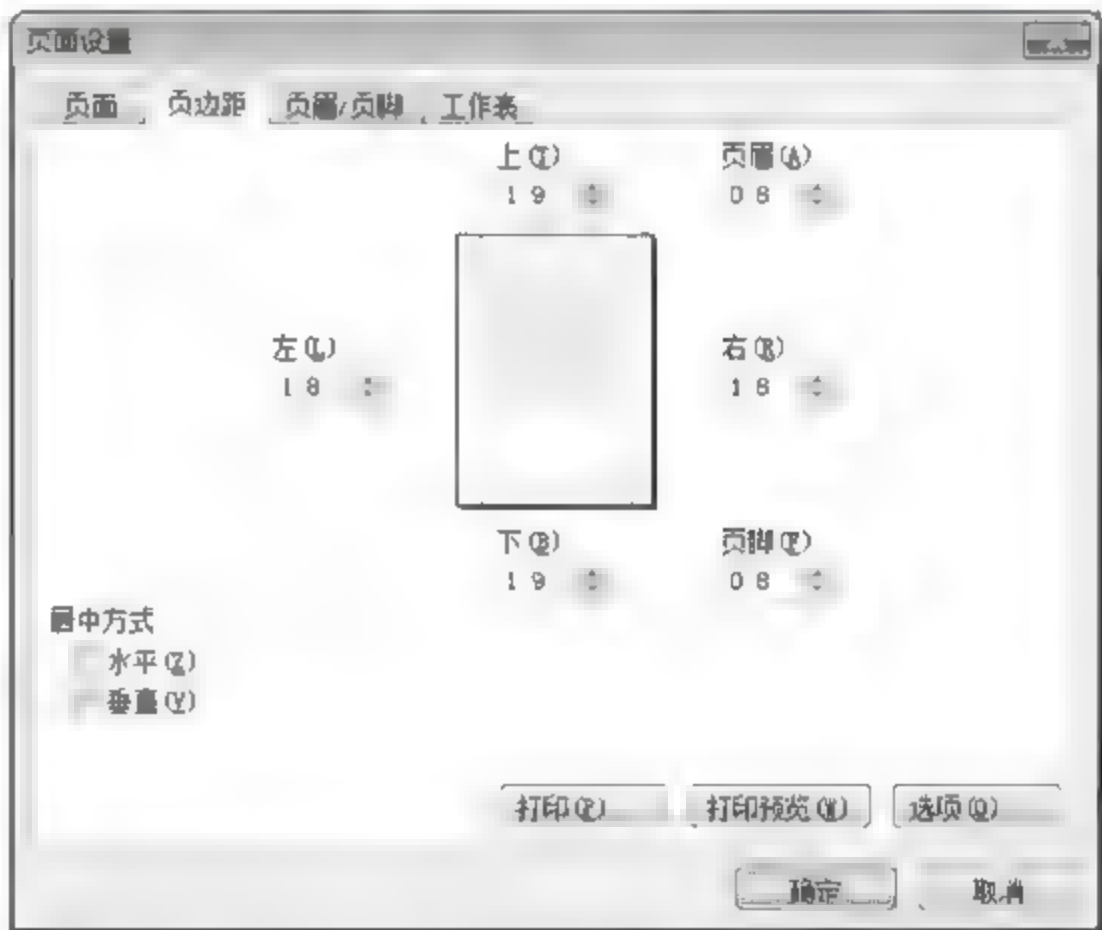 页面设置
页面 页边距 页眉/页脚 工作表
上(T) 页眉(A)
1 9 0 8
左(L) 右(R)
1 8 1 8
下(B) 页脚(F)
1 9 0 8
居中方式
水平(Z)
垂直(Y)
打印(P) 打印预览(W) 选项(O)
确定 取消